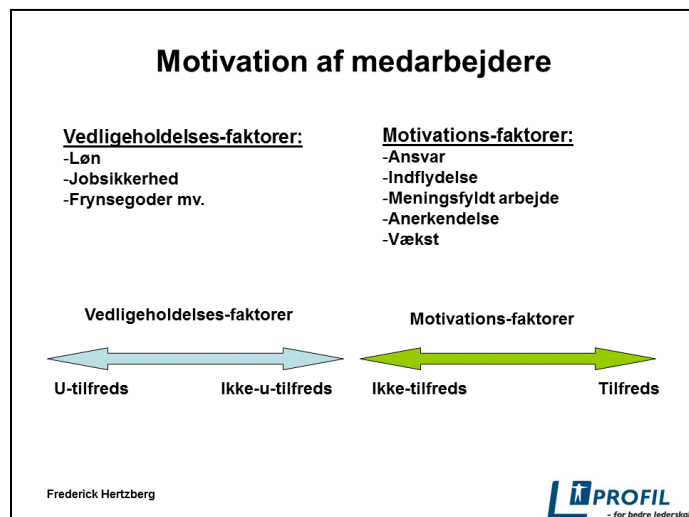 Motivation af medarbejdere
Vedligeholdelses-faktorer:
-Løn
-Jobsikkerhed
-Frynsegoder mv.
Motivations-faktorer:
-Ansvar
-Indflydelse
-Meningsfyldt arbejde
-Anerkendelse
-Vækst
Vedligeholdelses-faktorer
Motivations-faktorer
U-tilfreds
Ikke-u-tilfreds
Ikke-tilfreds
Tilfreds
Frederick Hertzberg
PROFIL
- for bedre lederska